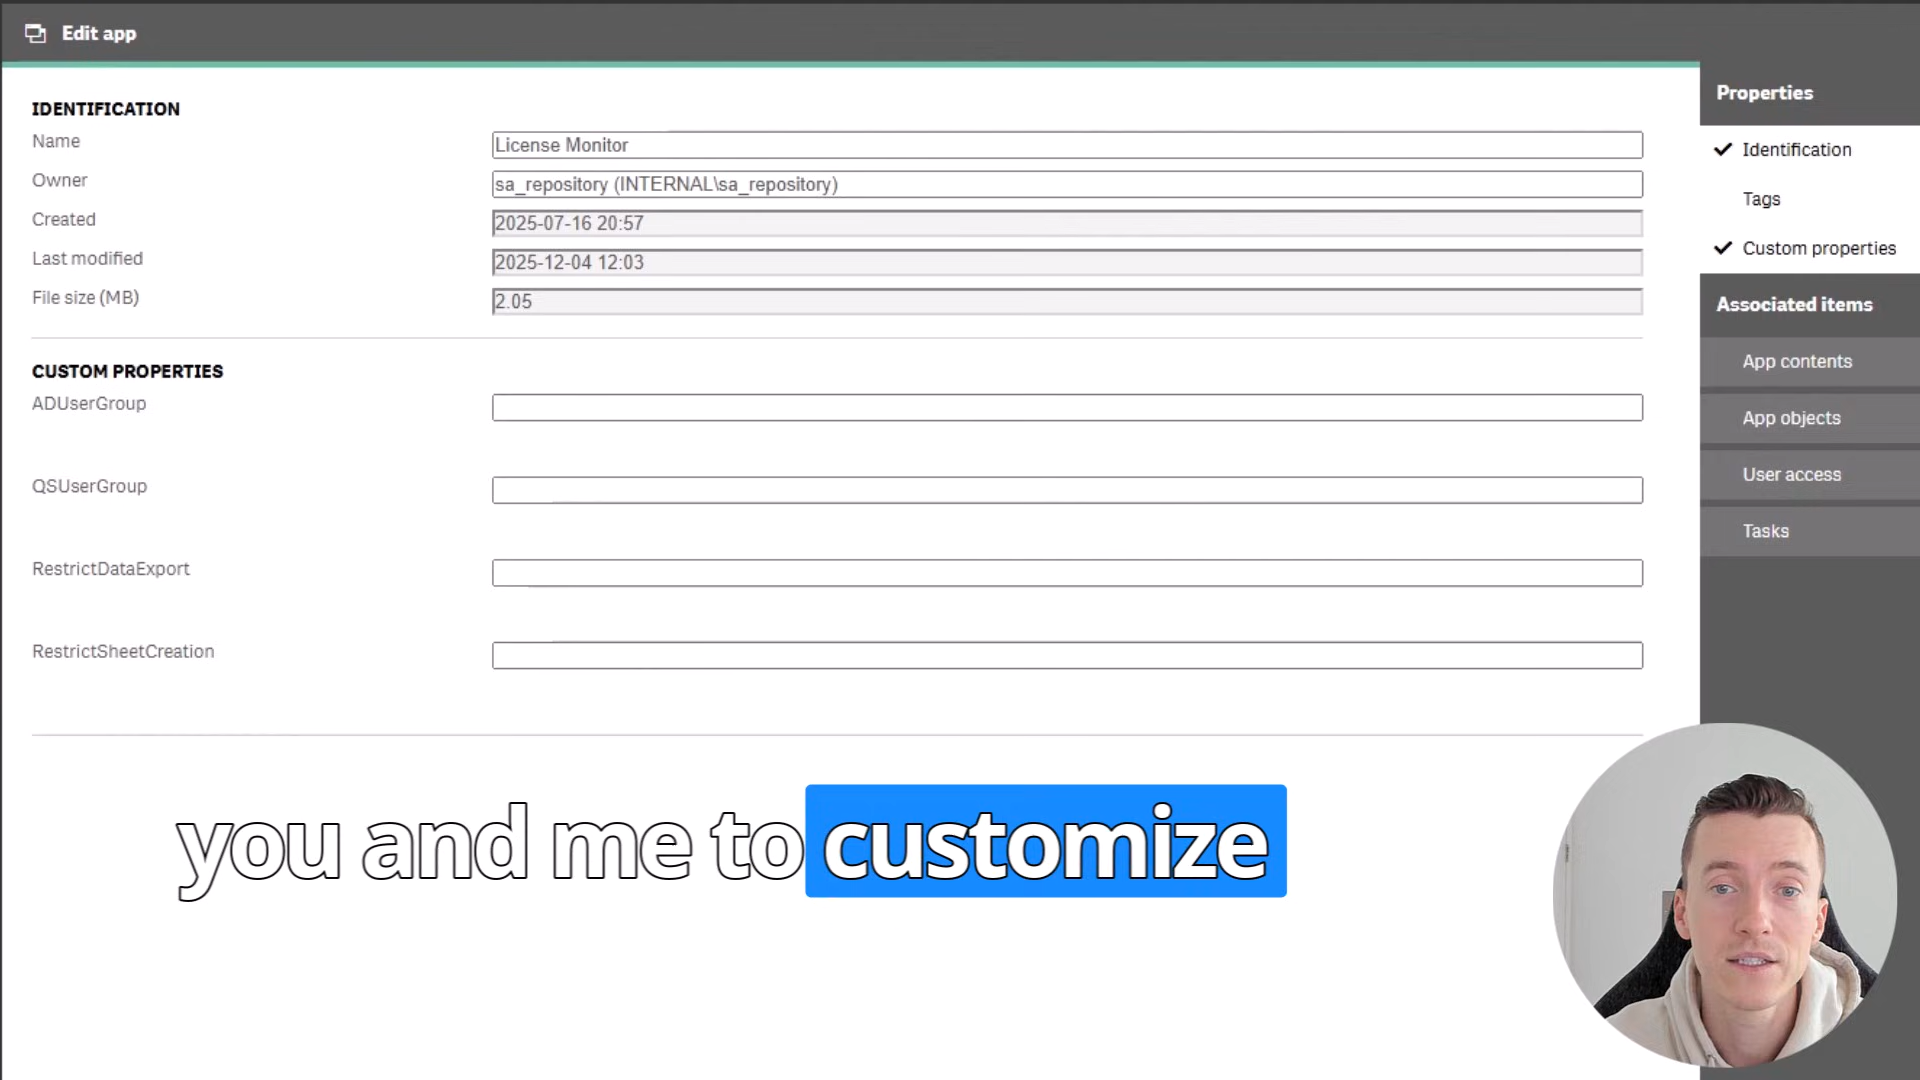 Edit app
IDENTIFICATION
Name
License Monitor
Owner
sa_repository (INTERNAL\sa_repository)
Created
2025-07-16 20:57
Last modified
2025-12-04 12:03
File size (MB)
2.05
CUSTOM PROPERTIES
ADUserGroup
QSUserGroup
RestrictDataExport
RestrictSheetCreation
Properties
Identification
Tags
Custom properties
Associated items
App contents
App objects
User access
Tasks
you and me to customize